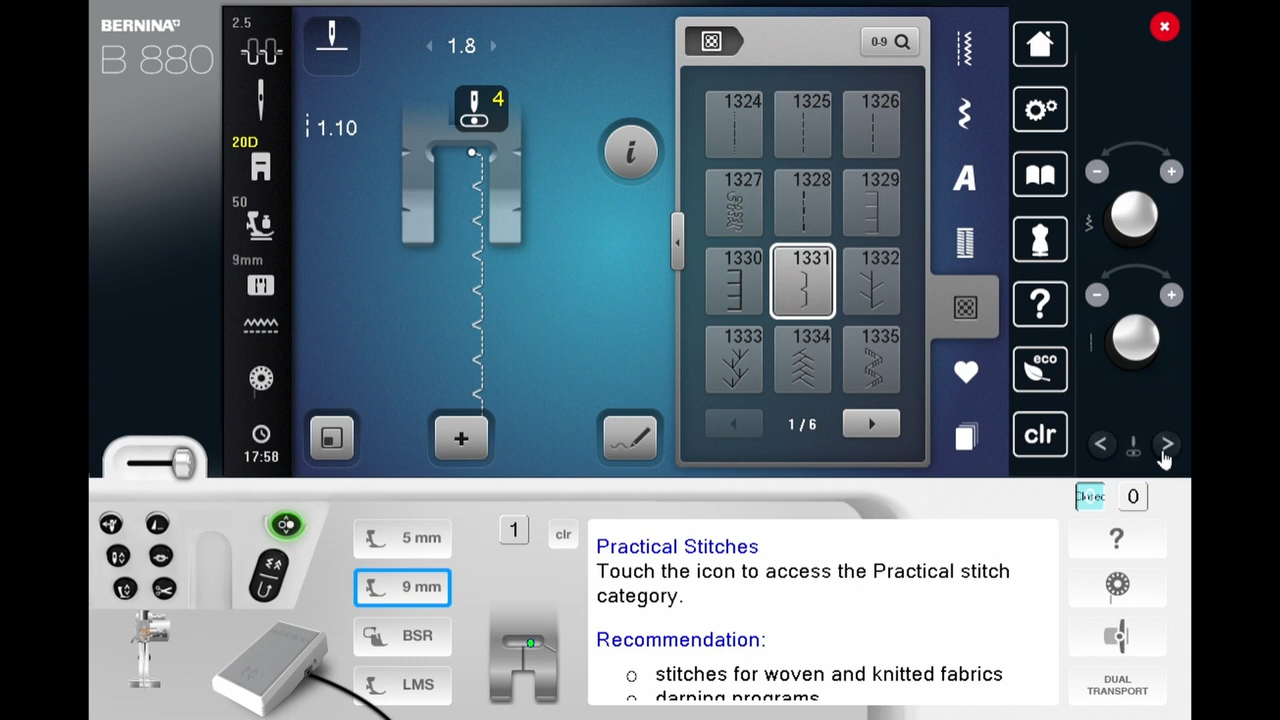 BERNINA
B 880
2.5
20D
50
9mm
17:58
1.8
4
1.10
i
0-9
1324 1325 1326
1327 1328 1329
1330 1331 1332
1333 1334 1335
1 / 6
A
?
eco
clr
5 mm
9 mm
BSR
LMS
1
clr
Practical Stitches
Touch the icon to access the Practical stitch
category.
Recommendation:
stitches for woven and knitted fabrics
darning programs
0
?
DUAL
TRANSPORT